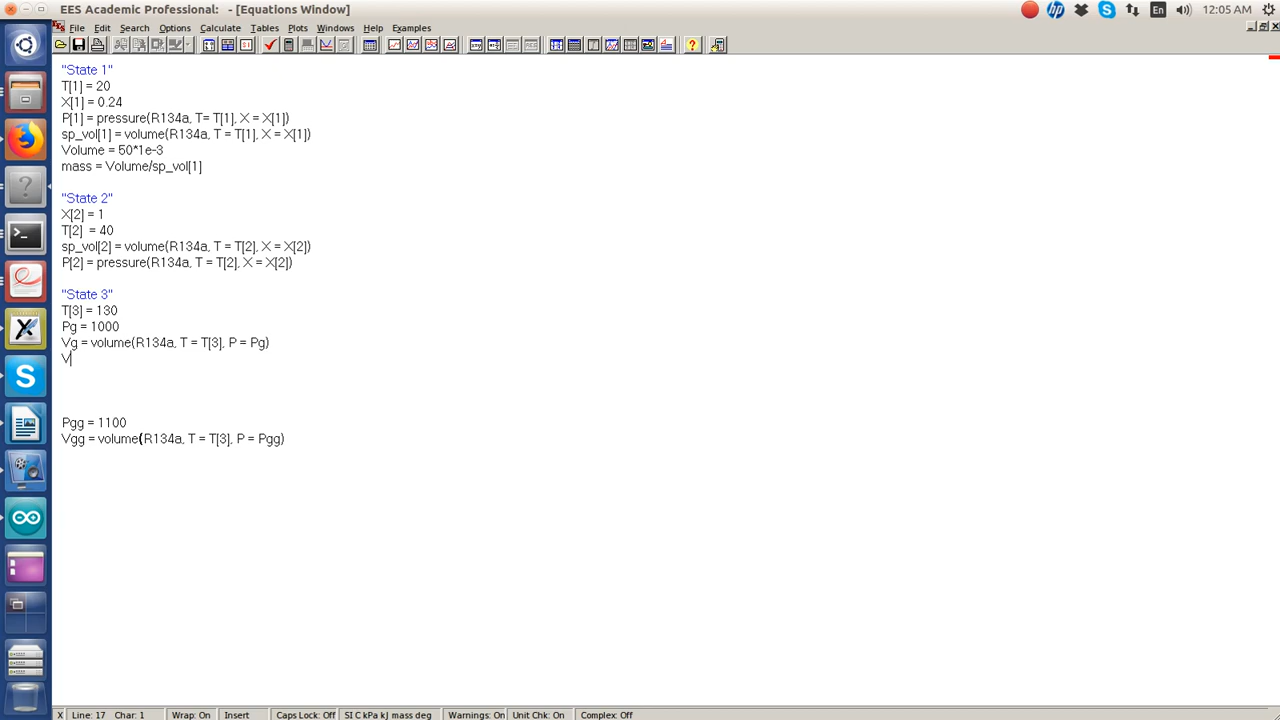 EES Academic Professional:   - [Equations Window]
En
12:05 AM
File Edit Search Options Calculate Tables Plots Windows Help Examples
"State 1"
T[1] = 20
X[1] = 0.24
P[1] = pressure(R134a, T= T[1], X = X[1])
sp_vol[1] = volume(R134a, T = T[1], X = X[1])
Volume = 50*1e-3
mass = Volume/sp_vol[1]
"State 2"
X[2] = 1
T[2]  = 40
sp_vol[2] = volume(R134a, T = T[2], X = X[2])
P[2] = pressure(R134a, T = T[2], X = X[2])
"State 3"
T[3] = 130
Pg = 1000
Vg = volume(R134a, T = T[3], P = Pg)
V
Pgg = 1100
Vgg = volume(R134a, T = T[3], P = Pgg)
X Line: 17 Char: 1 Wrap: On Insert Caps Lock: Off SI C kPa kJ mass deg Warnings: On Unit Chk: On Complex: Off